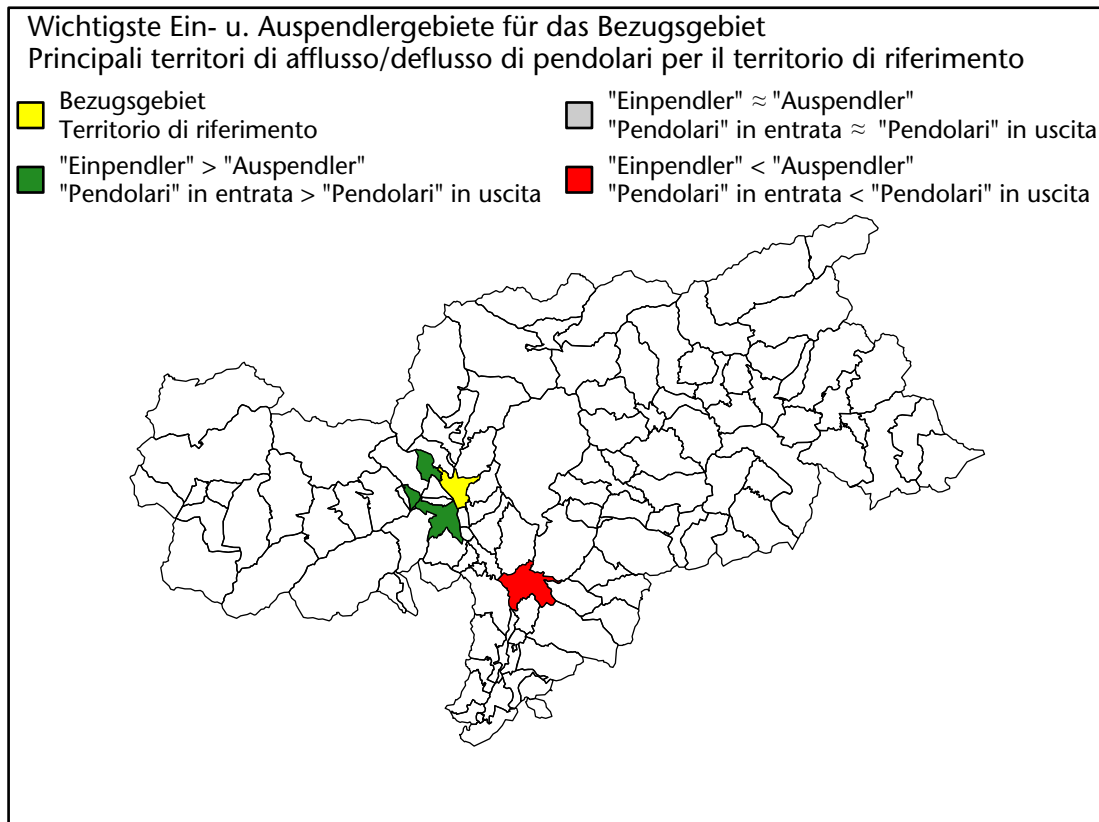 Wichtigste Ein- u. Auspendlergebiete für das Bezugsgebiet
Principali territori di afflusso/deflusso di pendolari per il territorio di riferimento
Bezugsgebiet
Territorio di riferimento
"Einpendler" > "Auspendler"
"Pendolari" in entrata > "Pendolari" in uscita
"Einpendler" ≈ "Auspendler"
"Pendolari" in entrata ≈ "Pendolari" in uscita
"Einpendler" < "Auspendler"
"Pendolari" in entrata < "Pendolari" in uscita